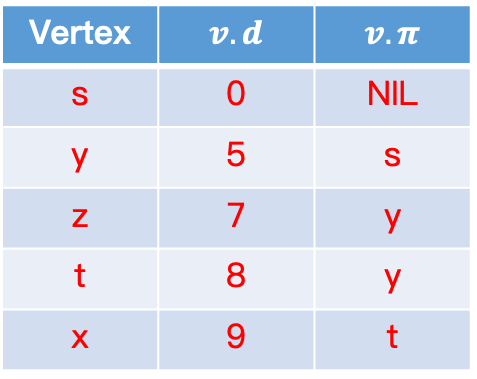 Vertex v.d v.π
s 0 NIL
y 5 s
z 7 y
t 8 y
x 9 t